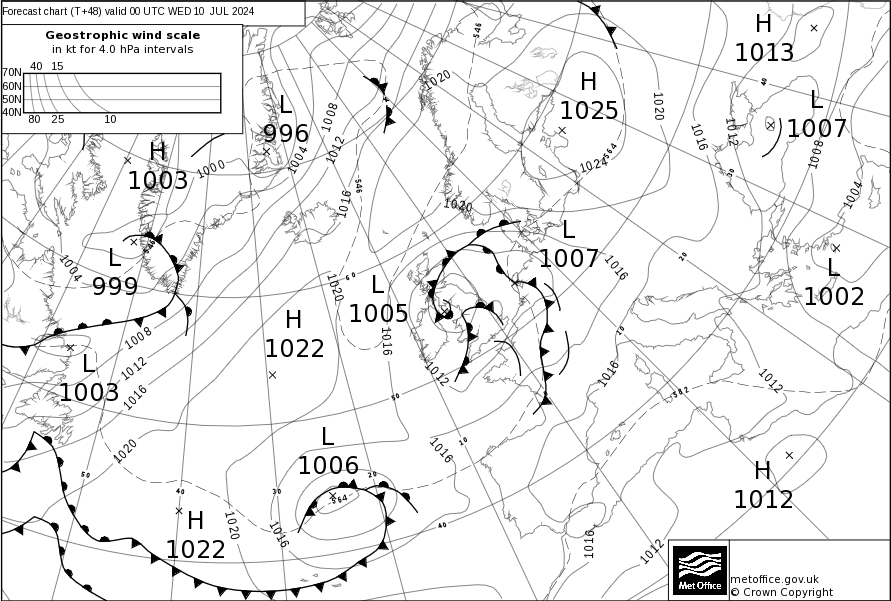 Forecast chart (T+48) valid 00 UTC WED 10 JUL 2024
Geostrophic wind scale
in kt for 4.0 hPa intervals
40 15
70N
60N
50N
40N
80 25 10
H
1013
L
1007
H
1025
L
996
H
1003
L
999
L
1007
L
1002
L
1005
H
1022
L
1003
L
1006
H
1022
H
1012
546
1020
1008
1012
1004
1000
1016
546
1020
1024
564
1020
1016
1012
40
30
1008
1004
546
1004
1008
1012
1016
1020
60
1020
1016
1012
1016
20
10
1016
1012
582
50
10
1016
50
40
30
20
564
40
1020
1016
1016
1012
Met Office
metoffice.gov.uk
© Crown Copyright